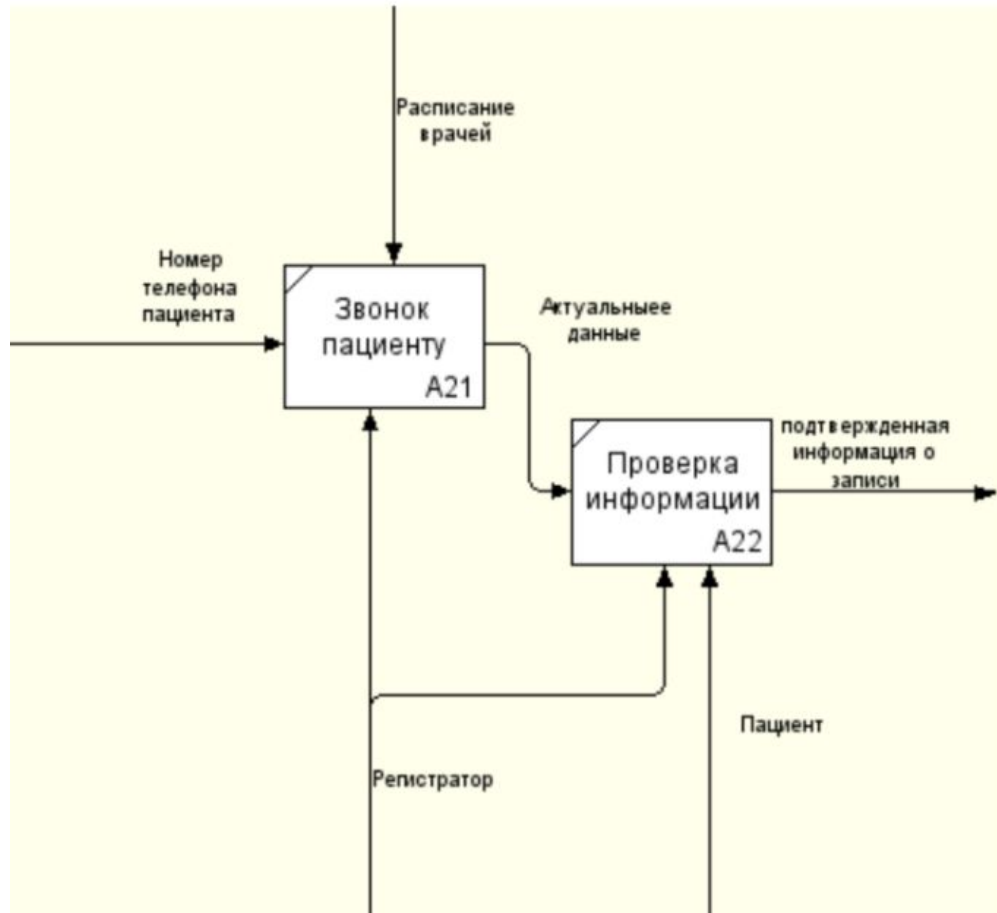 Расписание
врачей
Номер
телефона
пациента
Звонок
пациенту
A21
Актуальныее
данные
Проверка
информации
A22
подтвержденная
информация о
записи
Пациент
Регистратор